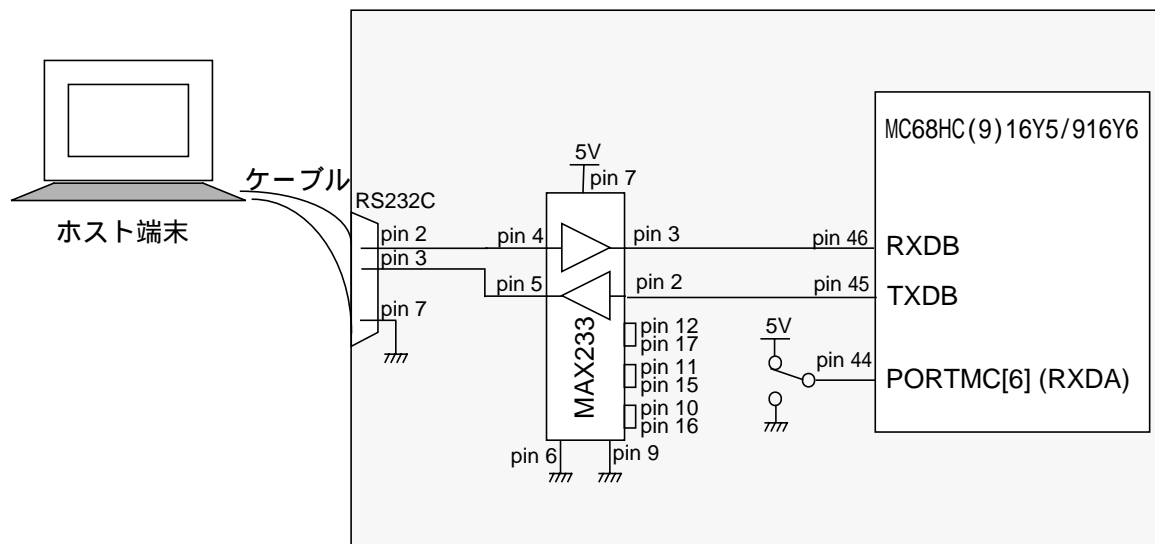 MC68HC(9)16Y5/916Y6
5V
pin 7
ケーブル
RS232C
ホスト端末
pin 2
pin 4
pin 3
pin 46
RXDB
pin 3
pin 5
pin 2
pin 45
TXDB
pin 7
MAX233
pin 12
pin 17
5V
pin 44
PORTMC[6] (RXDA)
pin 11
pin 15
pin 10
pin 16
pin 6
pin 9